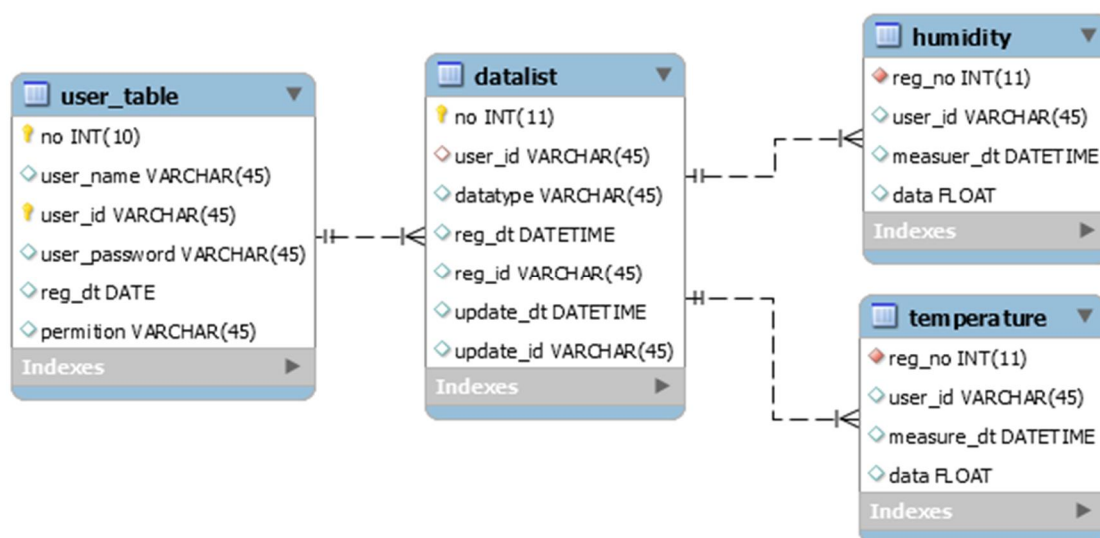 user_table
no INT(10)
user_name VARCHAR(45)
user_id VARCHAR(45)
user_password VARCHAR(45)
reg_dt DATE
permition VARCHAR(45)
Indexes
datalist
no INT(11)
user_id VARCHAR(45)
datatype VARCHAR(45)
reg_dt DATETIME
reg_id VARCHAR(45)
update_dt DATETIME
update_id VARCHAR(45)
Indexes
humidity
reg_no INT(11)
user_id VARCHAR(45)
measuer_dt DATETIME
data FLOAT
Indexes
temperature
reg_no INT(11)
user_id VARCHAR(45)
measure_dt DATETIME
data FLOAT
Indexes